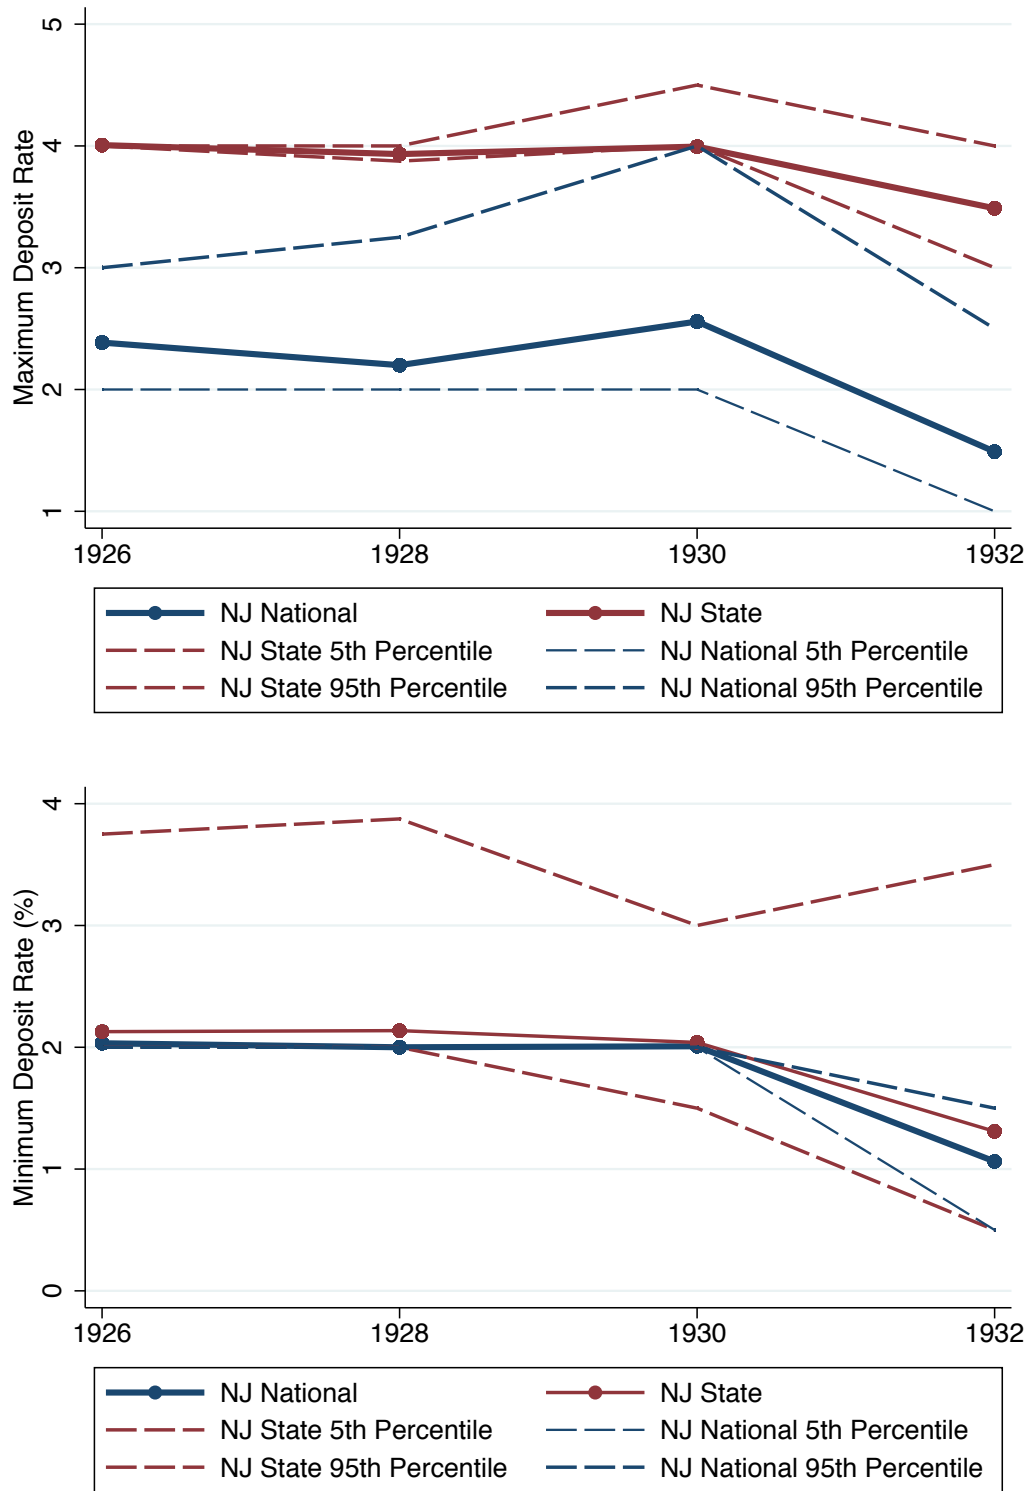 Maximum Deposit Rate
5
4
3
2
1
1926 1928 1930 1932
NJ National NJ State
NJ State 5th Percentile NJ National 5th Percentile
NJ State 95th Percentile NJ National 95th Percentile
Minimum Deposit Rate (%)
4
3
2
1
0
1926 1928 1930 1932
NJ National NJ State
NJ State 5th Percentile NJ National 5th Percentile
NJ State 95th Percentile NJ National 95th Percentile